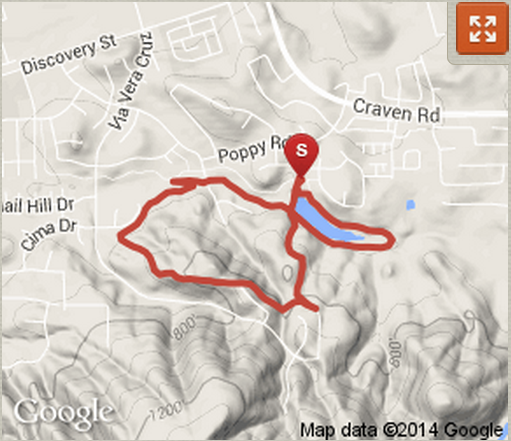 Discovery St
Via Vera Cruz
Craven Rd
Poppy Rd
S
ail Hill Dr
Cima Dr
800'
800'
1200'
Google
Map data ©2014 Google